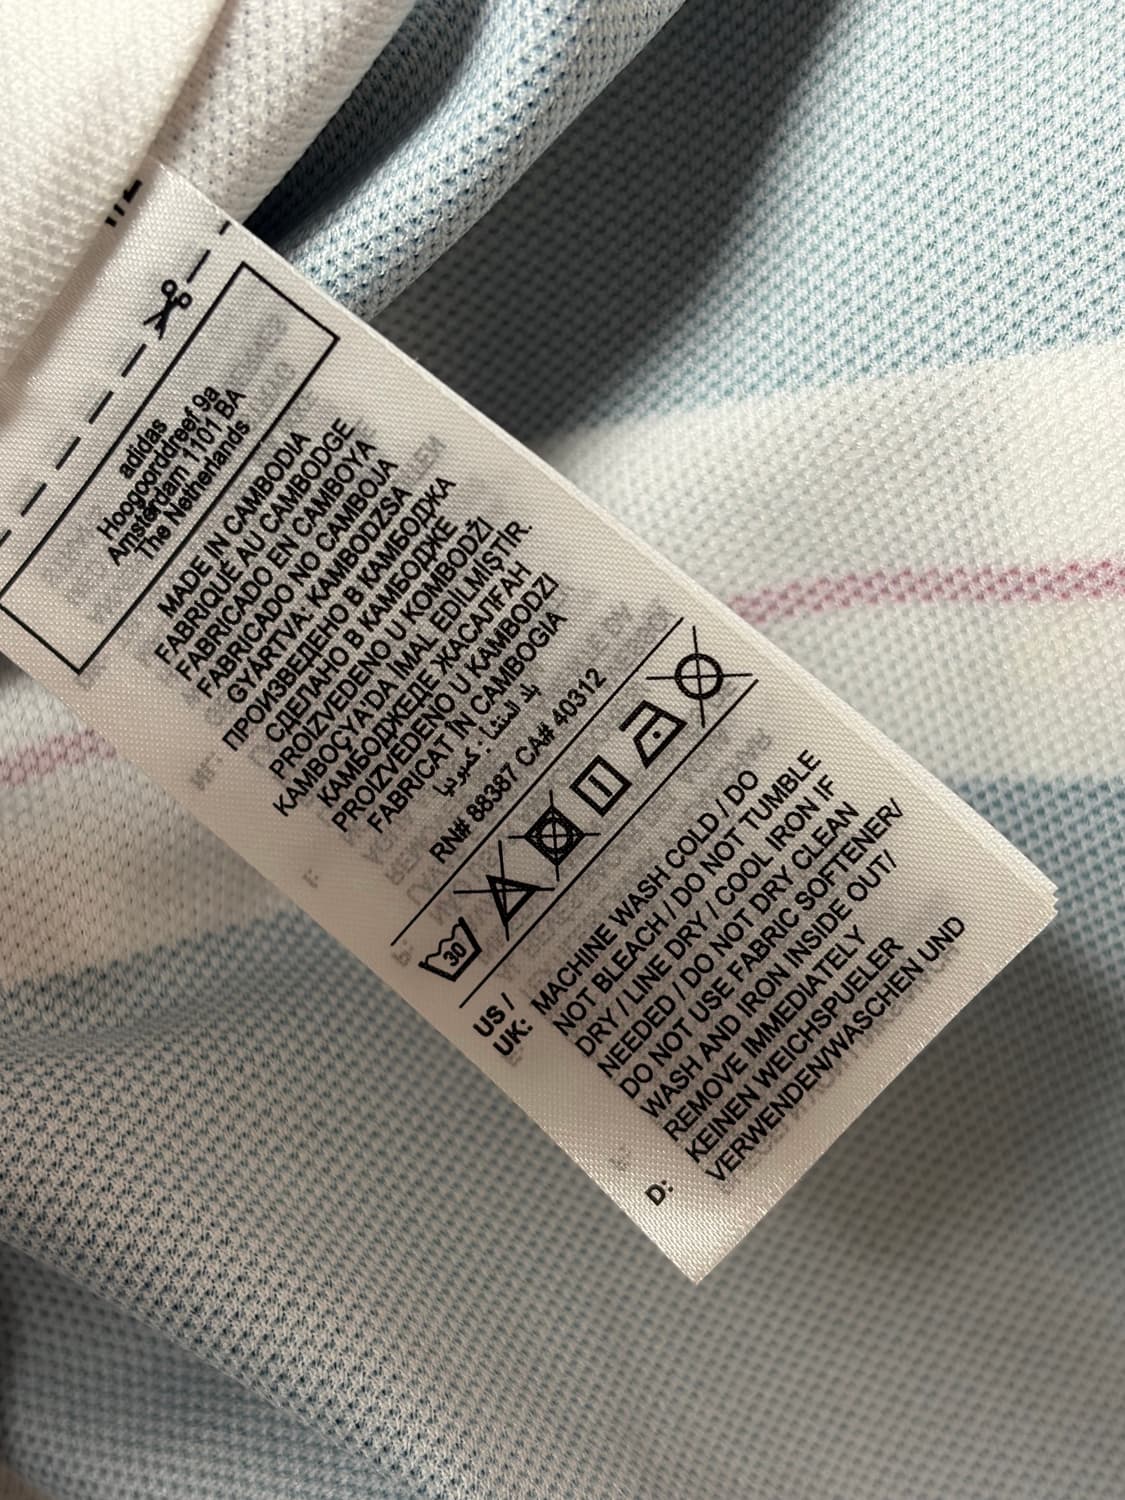 adidas
Hoogoorddreef 9a
Amsterdam 1101 BA
The Netherlands
MADE IN CAMBODIA
FABRIQUÉ AU CAMBODGE
FABRICADO EN CAMBOYA
FABRICADO NO CAMBOJA
GYÁRTVA: KAMBODZSA
ПРОИЗВЕДЕНО В КАМБОДЖА
СДЕЛАНО В КАМБОДЖЕ
PROIZVEDENO U KOMBODŽI
KAMBOÇYA'DA İMAL EDİLMİŞTİR.
КАМБОДЖЕДЕ ЖАСАЛҒАН
PROIZVEDENO U KAMBODZI
FABRICAT ÎN CAMBOGIA
بلد المنشأ : كمبوديا
RN# 88387 CA# 40312
30
US / UK: MACHINE WASH COLD / DO
NOT BLEACH / DO NOT TUMBLE
DRY / LINE DRY / COOL IRON IF
NEEDED / DO NOT DRY CLEAN
DO NOT USE FABRIC SOFTENER/
WASH AND IRON INSIDE OUT/
REMOVE IMMEDIATELY
D: KEINEN WEICHSPUELER
VERWENDEN/WASCHEN UND